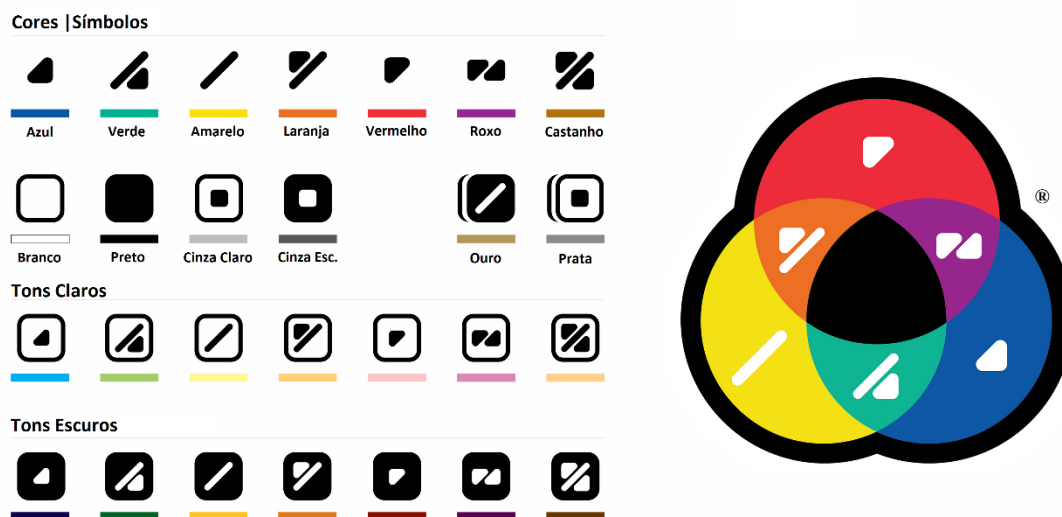 Cores |Símbolos
Azul Verde Amarelo Laranja Vermelho Roxo Castanho
Branco Preto Cinza Claro Cinza Esc. Ouro Prata
Tons Claros
Tons Escuros
®